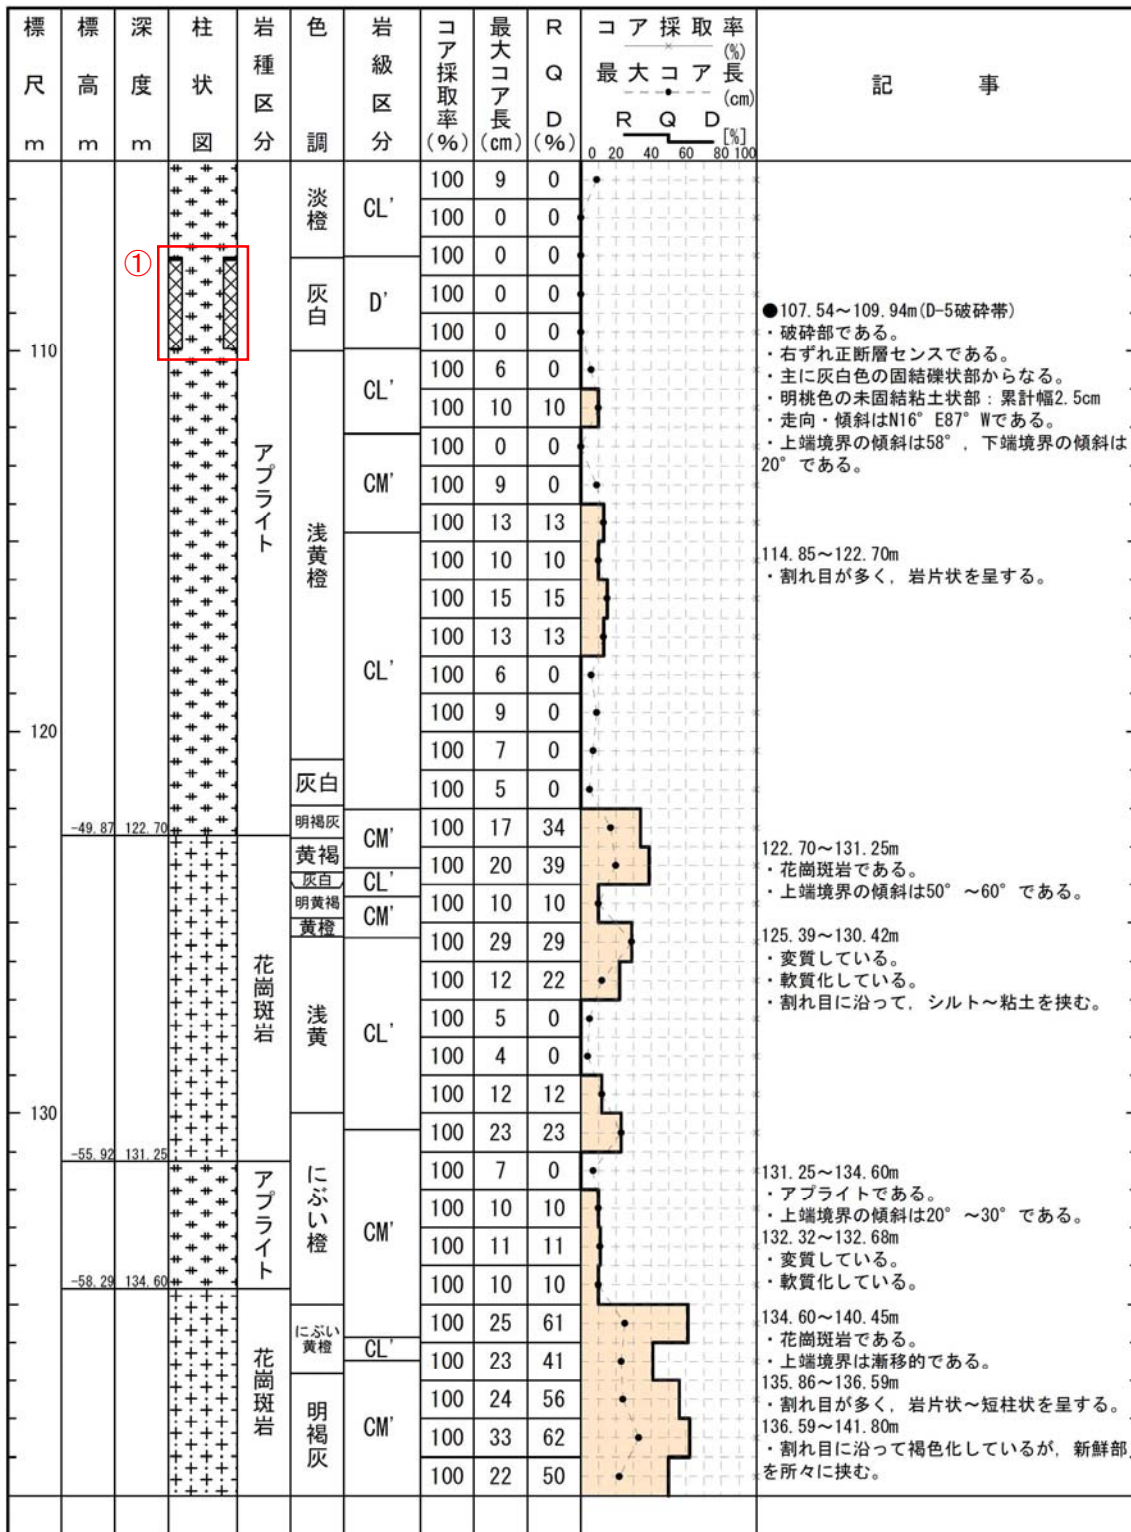 標尺m
標高m
深度m
柱状図
岩種区分
色調
岩級区分
コア採取率(%)
最大コア長(cm)
RQD(%)
コア採取率
(%)
最大コア長
(cm)
R Q D
[%]
0 20 40 60 80 100
記事
100 9 0
淡橙
CL'
100 0 0
100 0 0
①
灰白
D'
100 0 0
100 0 0
●107.54～109.94m(D-5破砕帯)
・破砕部である。
・右ずれ正断層センスである。
・主に灰白色の固結礫状部からなる。
・明桃色の未固結粘土状部：累計幅2.5cm
・走向・傾斜はN16°E87°Wである。
・上端境界の傾斜は58°，下端境界の傾斜は
20°である。
110
CL'
100 6 0
100 10 10
アプライト
浅黄橙
CM'
100 0 0
100 9 0
100 13 13
114.85～122.70m
・割れ目が多く，岩片状を呈する。
CL'
100 10 10
100 15 15
100 13 13
100 6 0
100 9 0
120
100 7 0
灰白
100 5 0
-49.87 122.70
明褐灰
CM'
100 17 34
122.70～131.25m
・花崗斑岩である。
・上端境界の傾斜は50°～60°である。
黄褐
100 20 39
灰白
CL'
明黄褐
CM'
100 10 10
黄橙
125.39～130.42m
・変質している。
・軟質化している。
・割れ目に沿って，シルト～粘土を挟む。
花崗斑岩
浅黄
CL'
100 29 29
100 12 22
100 5 0
100 4 0
100 12 12
130
100 23 23
-55.92 131.25
アプライト
にぶい橙
CM'
100 7 0
131.25～134.60m
・アプライトである。
・上端境界の傾斜は20°～30°である。
132.32～132.68m
・変質している。
・軟質化している。
100 10 10
100 11 11
100 10 10
-58.29 134.60
134.60～140.45m
・花崗斑岩である。
・上端境界は漸移的である。
花崗斑岩
にぶい
黄橙
100 25 61
CL'
100 23 41
135.86～136.59m
・割れ目が多く，岩片状～短柱状を呈する。
明褐灰
CM'
100 24 56
136.59～141.80m
・割れ目に沿って褐色化しているが，新鮮部
を所々に挟む。
100 33 62
100 22 50